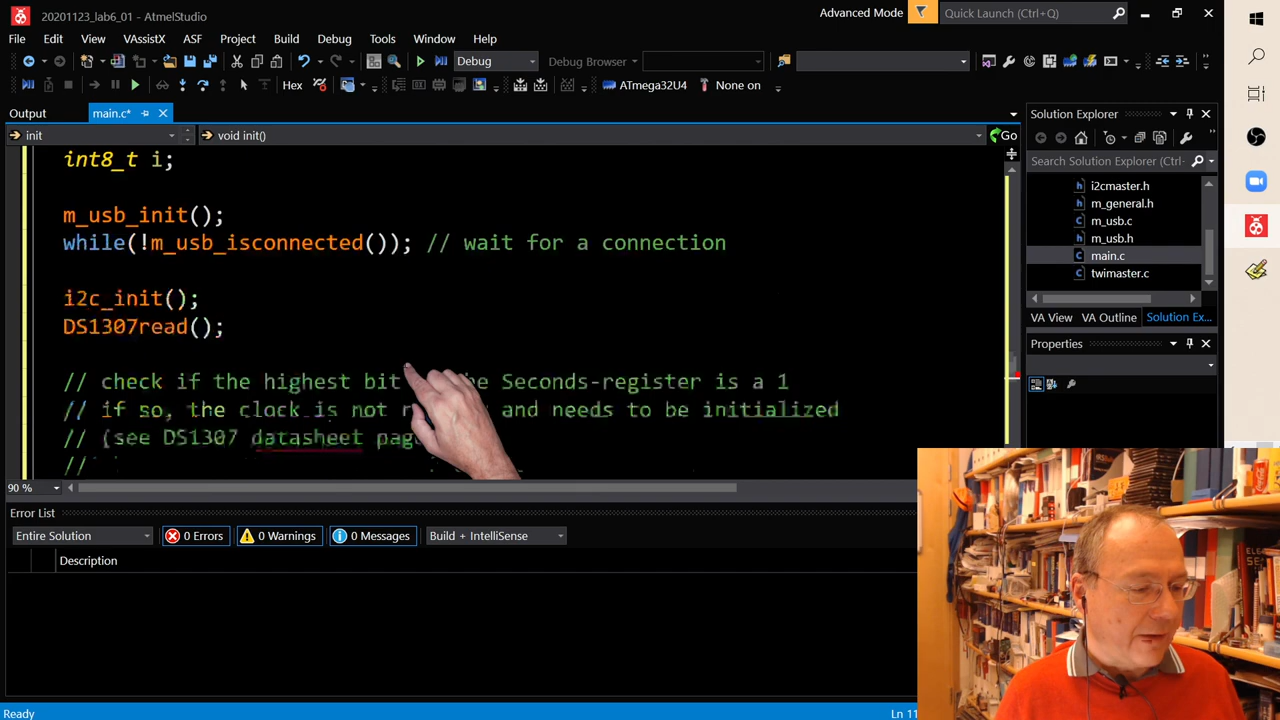 20201123_lab6_01 - AtmelStudio
Advanced Mode
Quick Launch (Ctrl+Q)
File Edit View VAssistX ASF Project Build Debug Tools Window Help
Debug
Debug Browser
Hex
ATmega32U4
None on
Output
main.c*
init
void init()
Go
int8_t i;
m_usb_init();
while(!m_usb_isconnected()); // wait for a connection
i2c_init();
DS1307read();
// check if the highest bit Seconds-register is a 1
// if so, the clock is not and needs to be initialized
// (see DS1307 datasheet
//
90 %
Solution Explorer
Search Solution Explorer (Ctrl+
i2cmaster.h
m_general.h
m_usb.c
m_usb.h
main.c
twimaster.c
VA View VA Outline Solution Ex...
Properties
Error List
Entire Solution
0 Errors
0 Warnings
0 Messages
Build + IntelliSense
Description
Ready
Ln 11